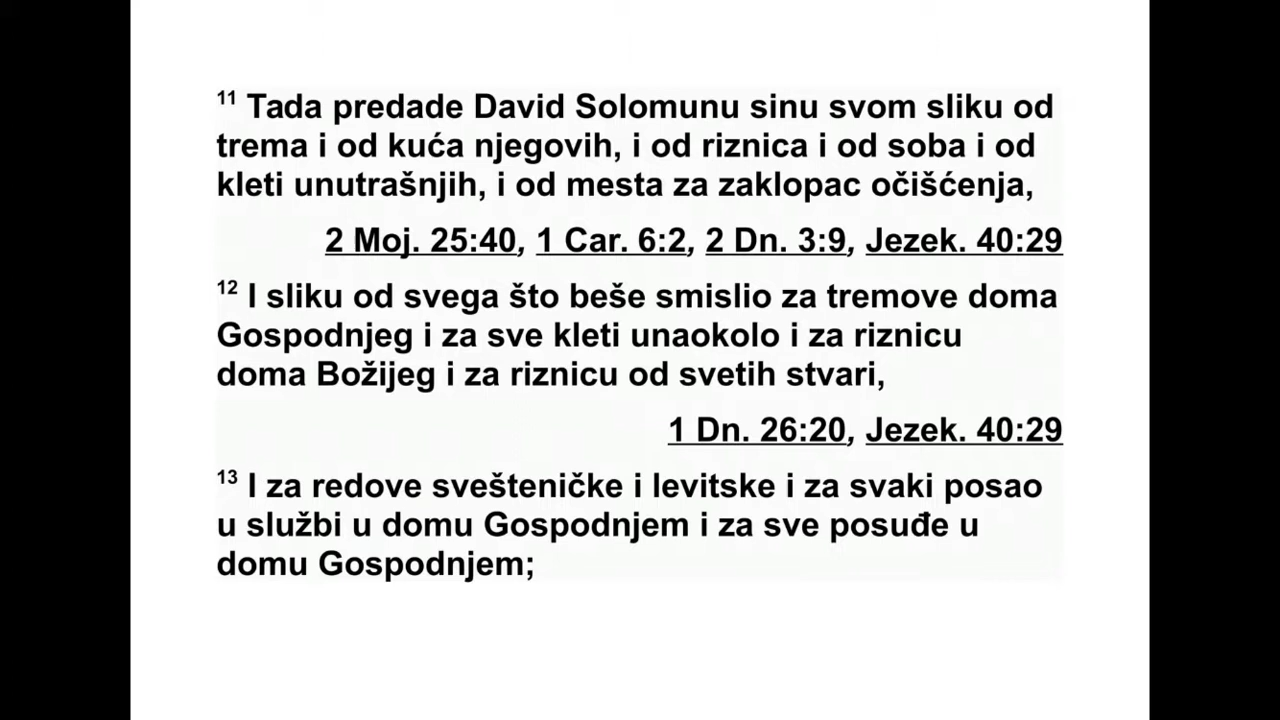 11 Tada predade David Solomunu sinu svom sliku od
trema i od kuća njegovih, i od riznica i od soba i od
kleti unutrašnjih, i od mesta za zaklopac očišćenja,
2 Moj. 25:40, 1 Car. 6:2, 2 Dn. 3:9, Jezek. 40:29
12 I sliku od svega što beše smislio za tremove doma
Gospodnjeg i za sve kleti unaokolo i za riznicu
doma Božijeg i za riznicu od svetih stvari,
1 Dn. 26:20, Jezek. 40:29
13 I za redove svešteničke i levitske i za svaki posao
u službi u domu Gospodnjem i za sve posuđe u
domu Gospodnjem;